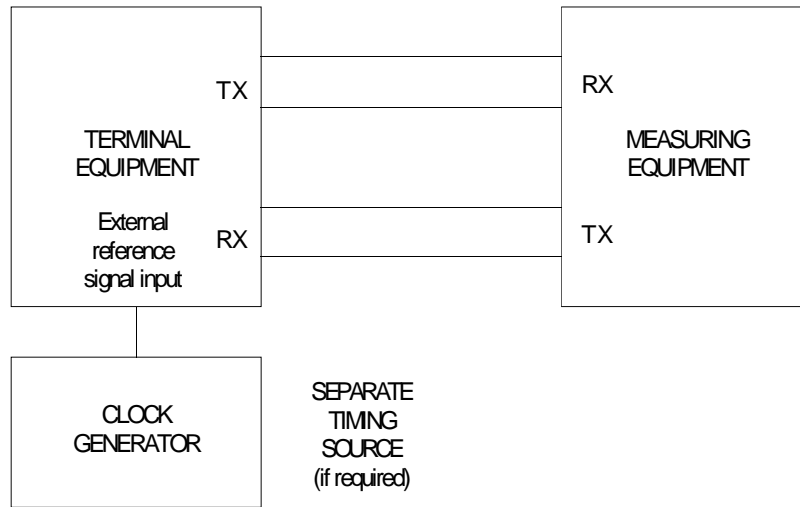 TX
RX
TERMINAL
EQUIPMENT
MEASURING
EQUIPMENT
External
reference
signal input
RX
TX
CLOCK
GENERATOR
SEPARATE
TIMING
SOURCE
(if required)